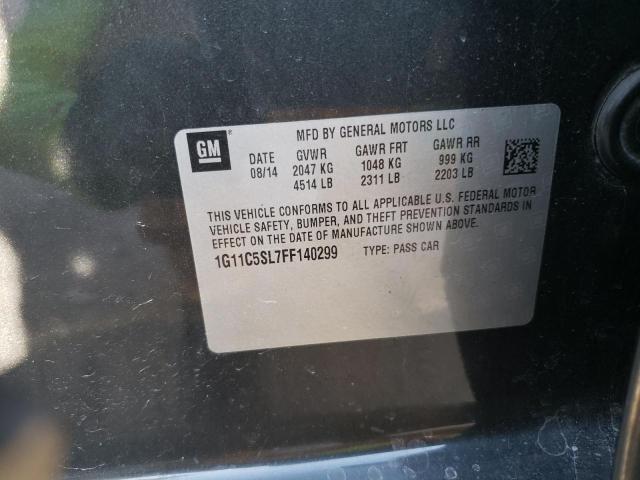 GM
MFD BY GENERAL MOTORS LLC
DATE GVWR GAWR FRT GAWR RR
08/14 2047 KG 1048 KG 999 KG
4514 LB 2311 LB 2203 LB
THIS VEHICLE CONFORMS TO ALL APPLICABLE U.S. FEDERAL MOTOR
VEHICLE SAFETY, BUMPER, AND THEFT PREVENTION STANDARDS IN
EFFECT ON THE DATE OF MANUFACTURE SHOWN ABOVE.
1G11C5SL7FF140299 TYPE: PASS CAR